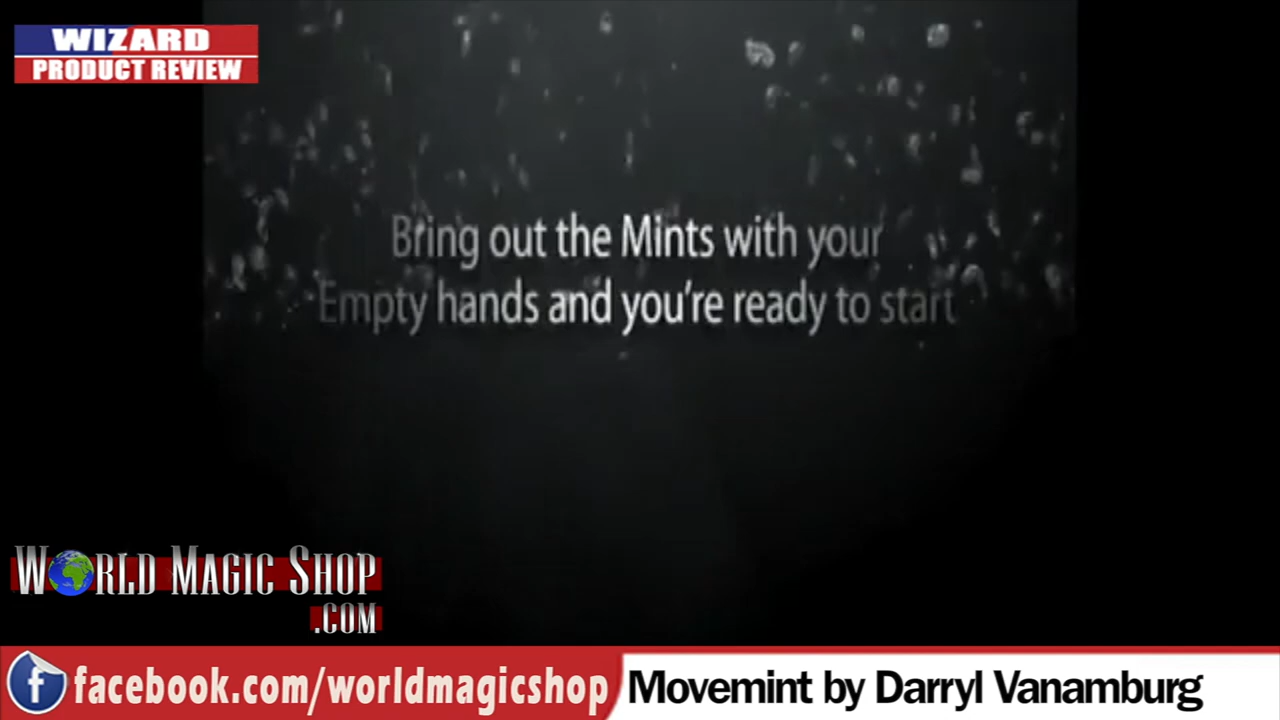 WIZARD
PRODUCT REVIEW
Bring out the Mints with your
Empty hands and you're ready to start
WORLD MAGIC SHOP
.COM
f facebook.com/worldmagicshop
Movemint by Darryl Vanamburg